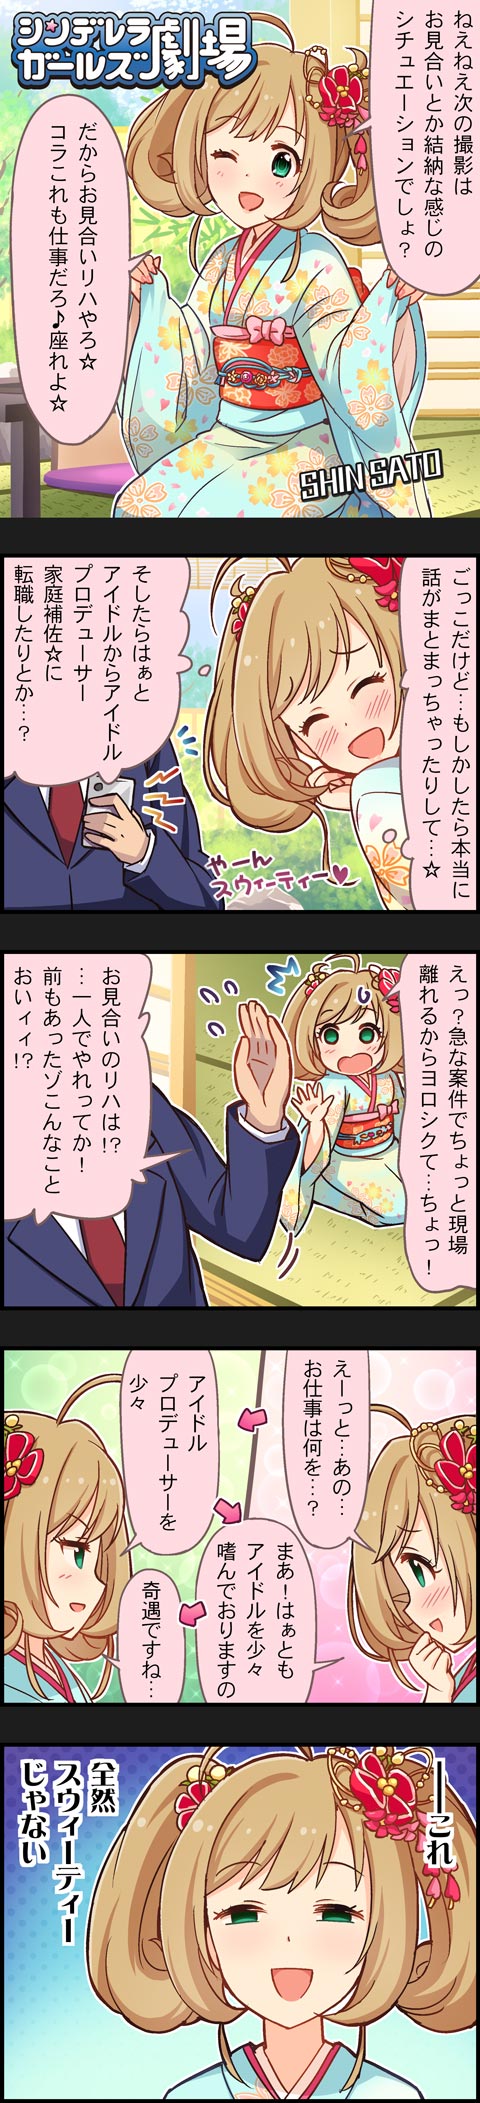 シンデレラ
ガールズ劇場
ねえねえ次の撮影は
お見合いとか結納な感じの
シチュエーションでしょ？
だからお見合いリハやろ☆
コラこれも仕事だろ♪座れよ☆
SHIN SATO
ごっこだけど…もしかしたら本当に
話がまとまっちゃったりして…☆
そしたらはぁと
アイドルからアイドル
プロデューサー
家庭補佐☆に
転職したりとか…？
やーん
スウィーティー♥
えっ？急な案件でちょっと現場
離れるからヨロシクて…ちょっ！
お見合いのリハは!?
…一人でやれってか！
前もあったゾこんなこと
おいィィ!?
えーっと…あの…
お仕事は何を…？
アイドル
プロデューサーを
少々
まあ！はぁとも
アイドルを少々
嗜んでおりますの
奇遇ですね…
――これ
全然
スウィーティー
じゃない